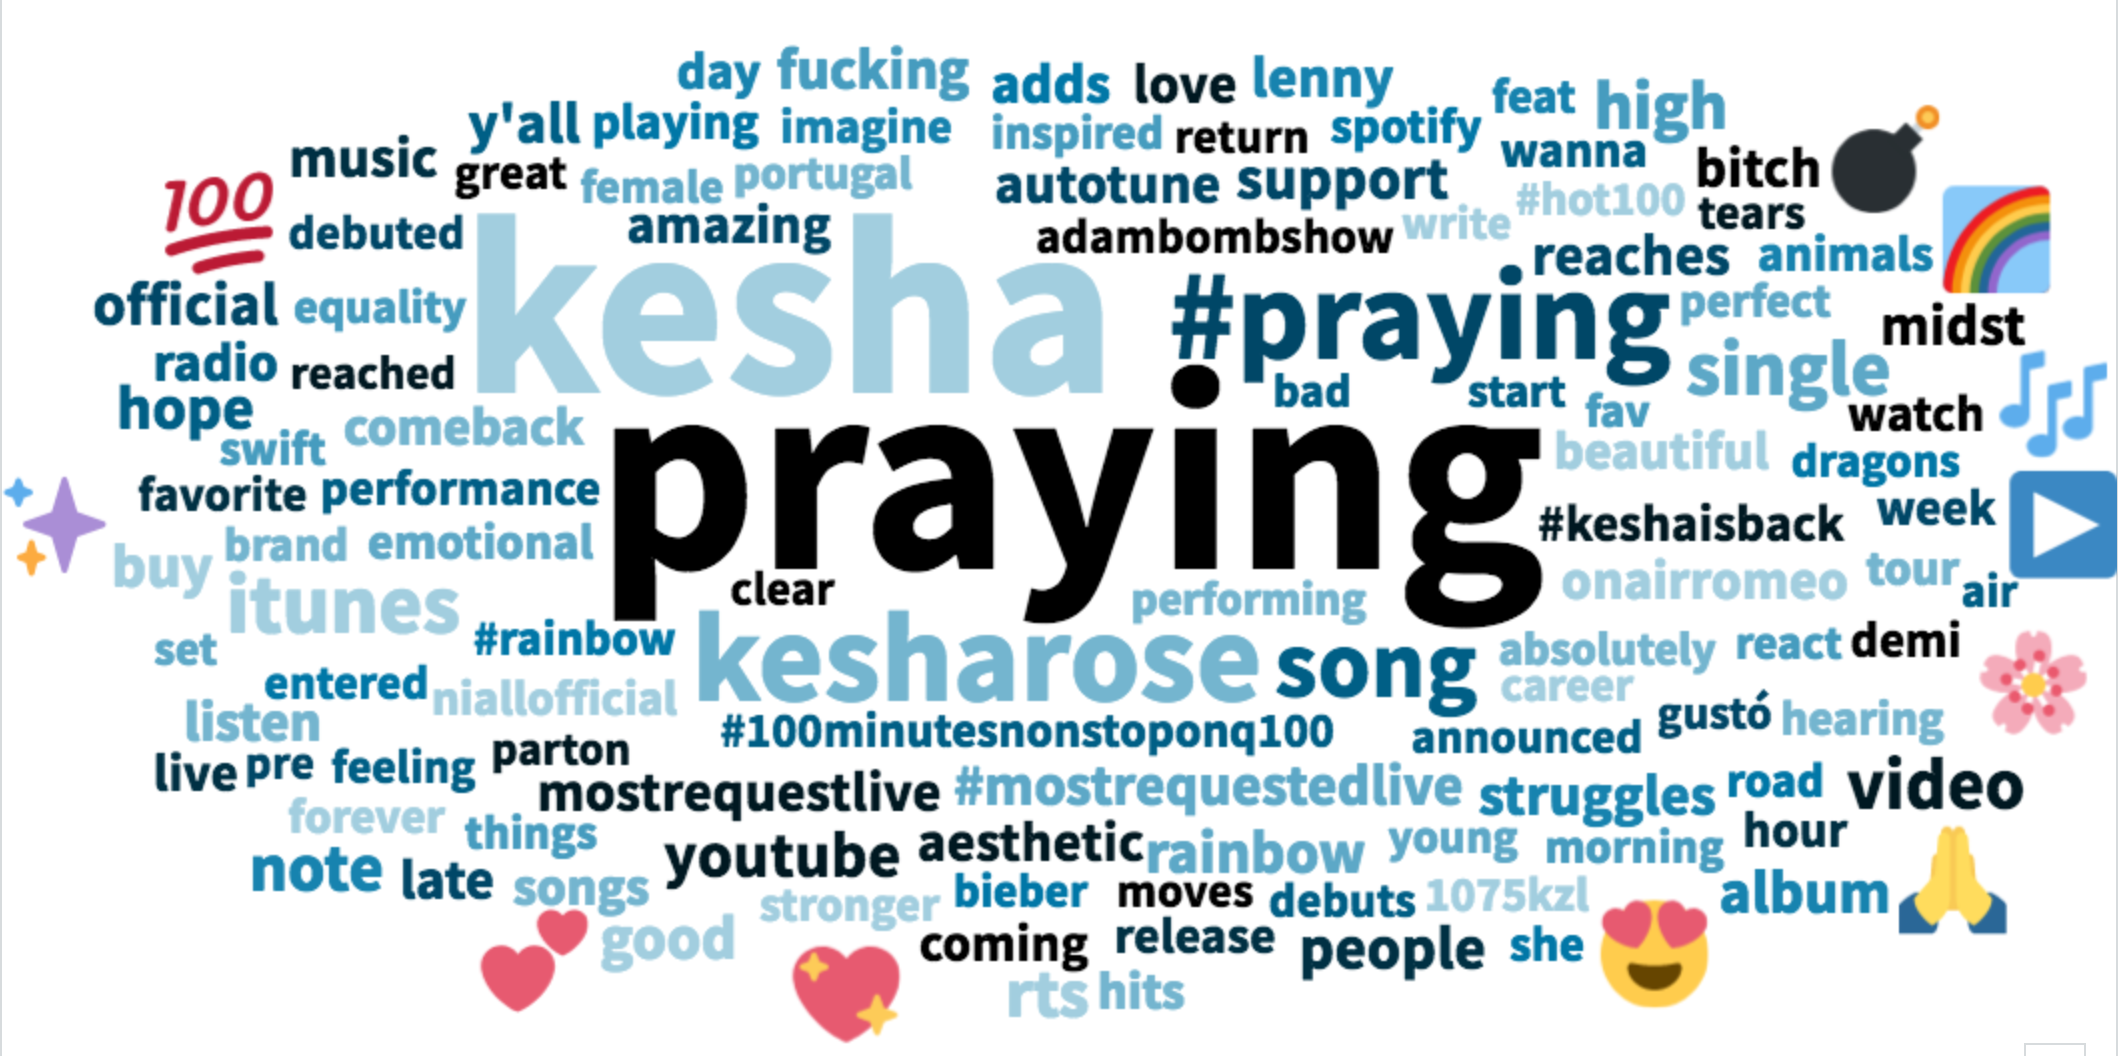 day fucking adds love lenny feat high
y'all playing imagine inspired return spotify wanna bitch
music great female portugal autotune support #hot100 tears
100 debuted amazing adambombshow write reaches animals
official equality kesha #praying perfect midst
radio reached bad start single
hope comeback fav watch
swift praying beautiful dragons
favorite performance #keshaisback week
buy brand emotional onairromeo tour air
itunes clear performing
set #rainbow kesharose song absolutely react demi
entered niallofficial career
listen #100minutesnonstoponq100 announced gustó hearing
live pre feeling parton
forever mostrequestlive #mostrequestedlive struggles road video
things youtube aesthetic rainbow young morning hour
note late songs stronger bieber moves debuts 1075kzl album
good coming release people she
rts hits